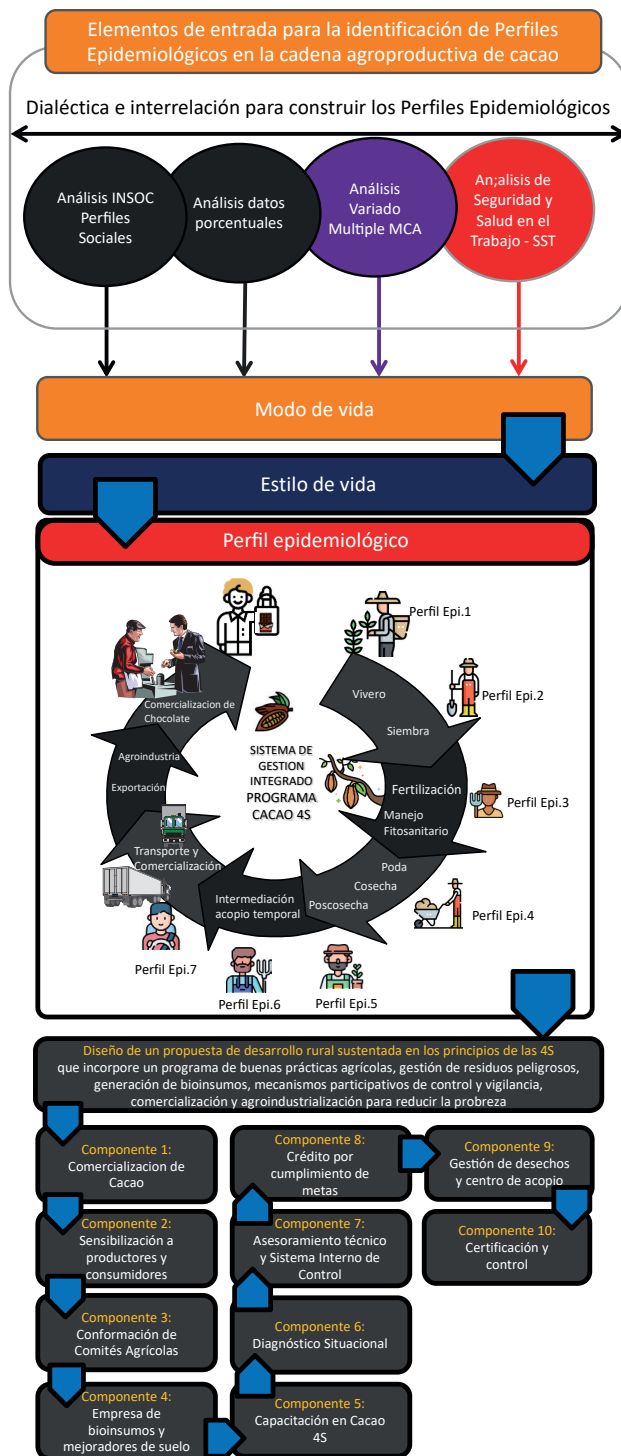 Elementos de entrada para la identificación de Perfiles
Epidemiológicos en la cadena agroproductiva de cacao
Dialéctica e interrelación para construir los Perfiles Epidemiológicos
Análisis INSOC
Perfiles
Sociales
Análisis datos
porcentuales
Análisis
Variado
Multiple MCA
An;alisis de
Seguridad y
Salud en el
Trabajo - SST
Modo de vida
Estilo de vida
Perfil epidemiológico
Perfil Epi.1
Vivero
Perfil Epi.2
Siembra
Fertilización
Perfil Epi.3
Manejo
Fitosanitario
Poda
Cosecha
Perfil Epi.4
Poscosecha
Perfil Epi.5
Intermediación
acopio temporal
Perfil Epi.6
Transporte y
Comercialización
Perfil Epi.7
Exportación
Agroindustria
Comercializacion de
Chocolate
SISTEMA DE
GESTION
INTEGRADO
PROGRAMA
CACAO 4S
Diseño de un propuesta de desarrollo rural sustentada en los principios de las 4S
que incorpore un programa de buenas prácticas agrícolas, gestión de residuos peligrosos,
generación de bioinsumos, mecanismos participativos de control y vigilancia,
comercialización y agroindustrialización para reducir la probreza
Componente 1:
Comercializacion de
Cacao
Componente 2:
Sensibilización a
productores y
consumidores
Componente 3:
Conformación de
Comités Agrícolas
Componente 4:
Empresa de
bioinsumos y
mejoradores de suelo
Componente 5:
Capacitación en Cacao
4S
Componente 6:
Diagnóstico Situacional
Componente 7:
Asesoramiento técnico
y Sistema Interno de
Control
Componente 8:
Crédito por
cumplimiento de
metas
Componente 9:
Gestión de desechos
y centro de acopio
Componente 10:
Certificación y
control